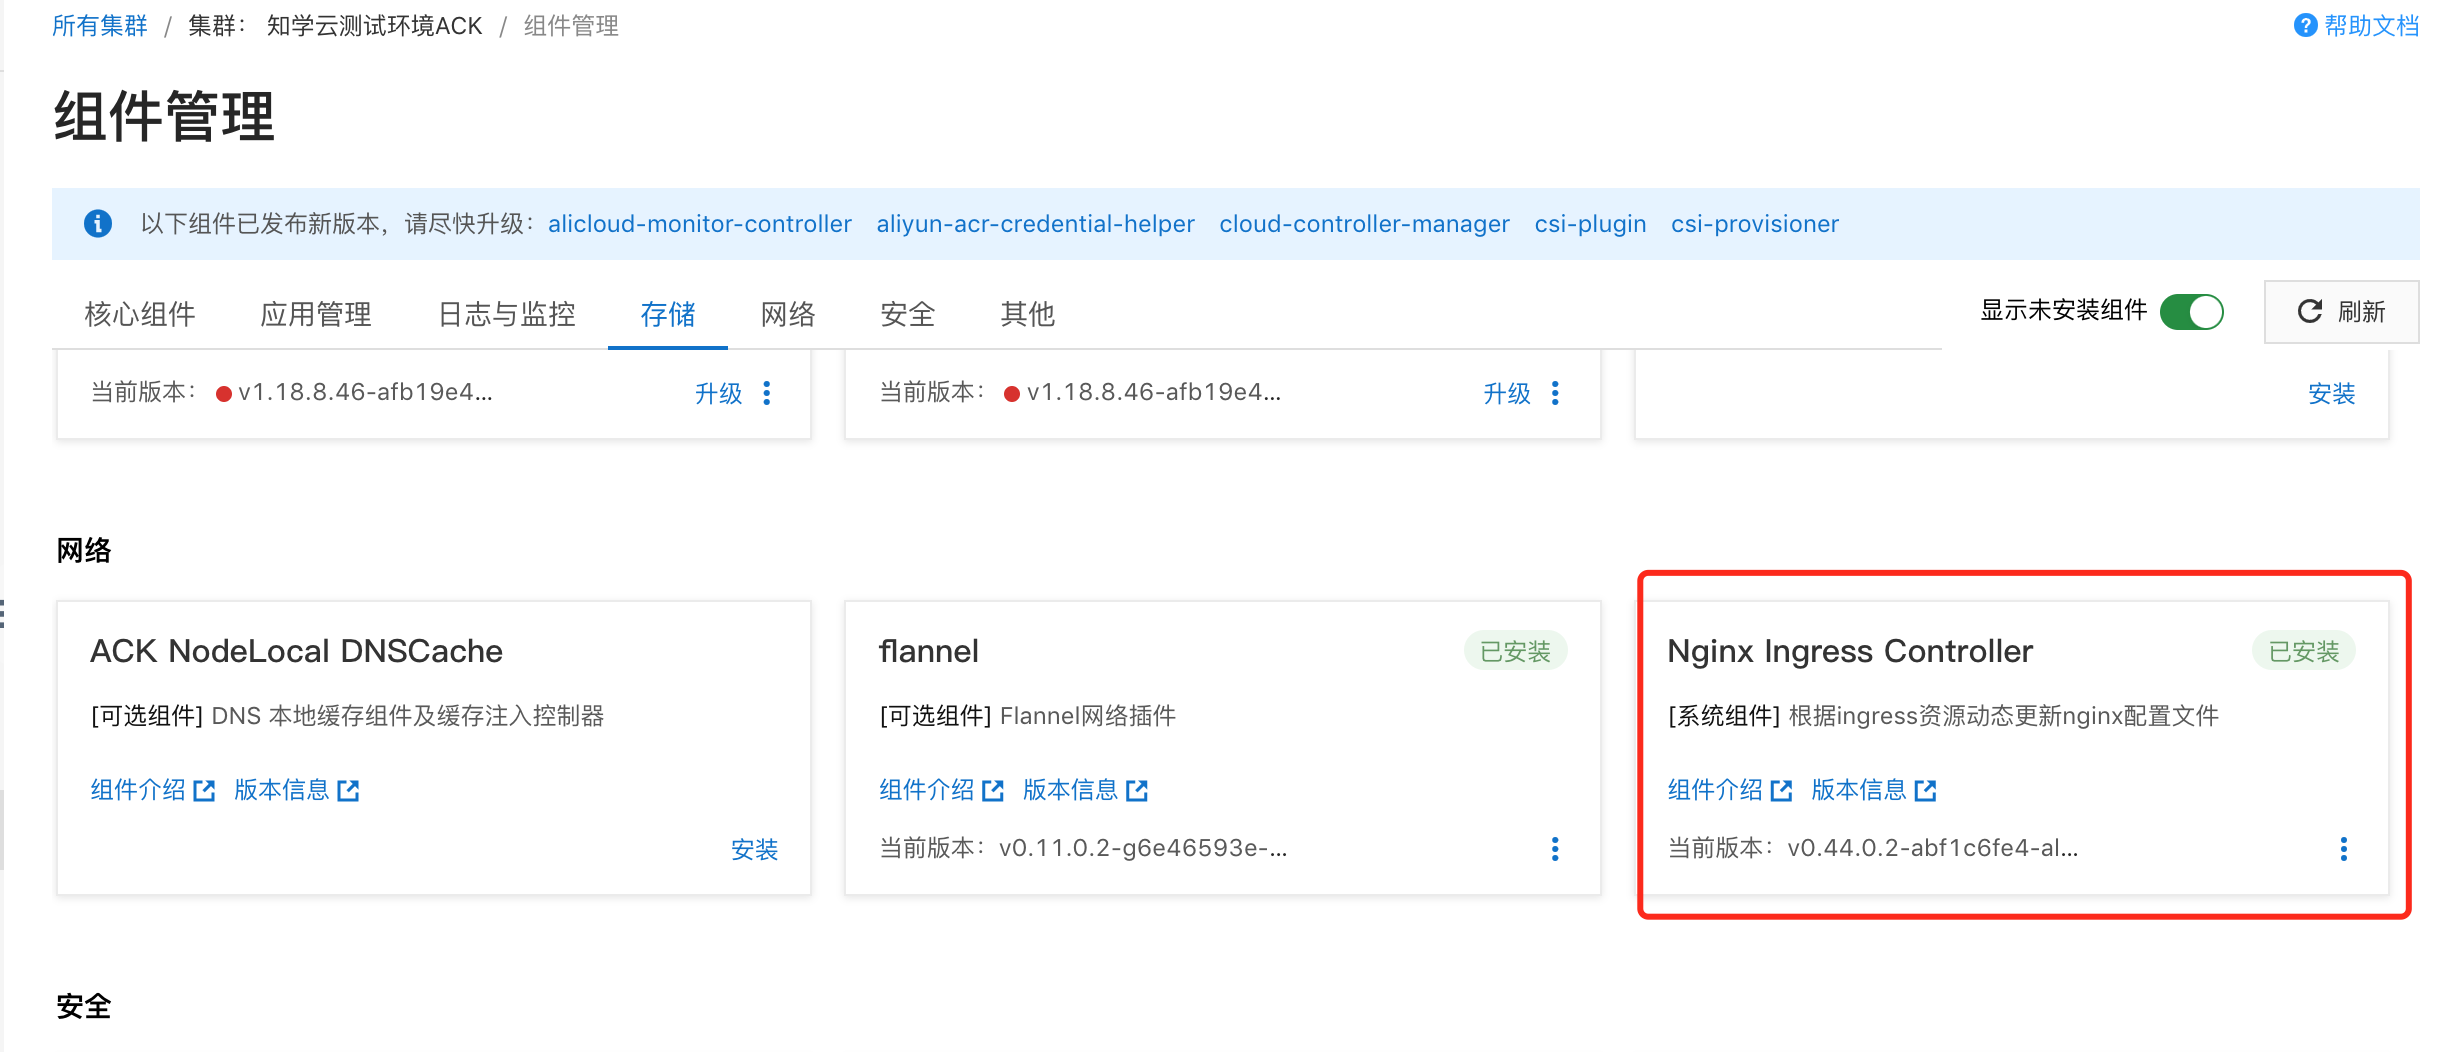 所有集群 / 集群： 知学云测试环境ACK / 组件管理
帮助文档
组件管理
以下组件已发布新版本，请尽快升级： alicloud-monitor-controller aliyun-acr-credential-helper cloud-controller-manager csi-plugin csi-provisioner
核心组件 应用管理 日志与监控 存储 网络 安全 其他
显示未安装组件
刷新
当前版本： v1.18.8.46-afb19e4... 升级
当前版本： v1.18.8.46-afb19e4... 升级
安装
网络
ACK NodeLocal DNSCache
[可选组件] DNS 本地缓存组件及缓存注入控制器
组件介绍 版本信息
安装
flannel 已安装
[可选组件] Flannel网络插件
组件介绍 版本信息
当前版本： v0.11.0.2-g6e46593e-...
Nginx Ingress Controller 已安装
[系统组件] 根据ingress资源动态更新nginx配置文件
组件介绍 版本信息
当前版本： v0.44.0.2-abf1c6fe4-al...
安全